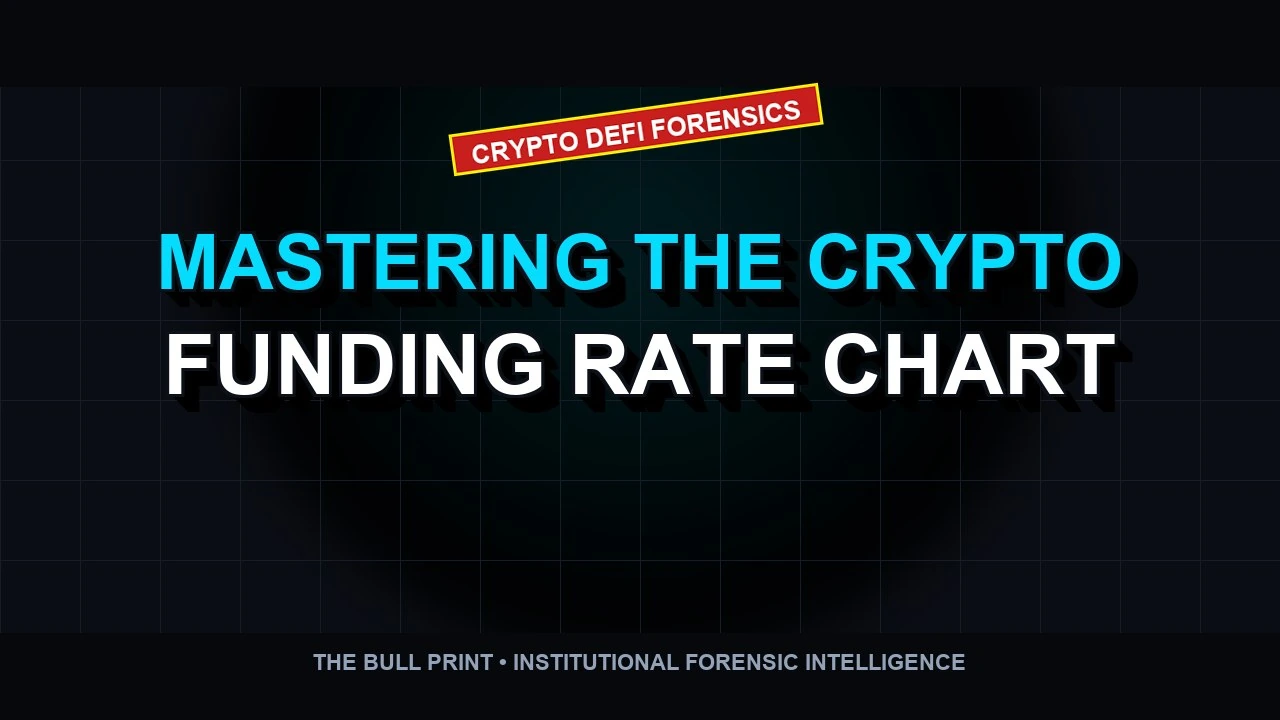 CRYPTO DEFI FORENSICS
MASTERING THE CRYPTO
FUNDING RATE CHART
THE BULL PRINT • INSTITUTIONAL FORENSIC INTELLIGENCE